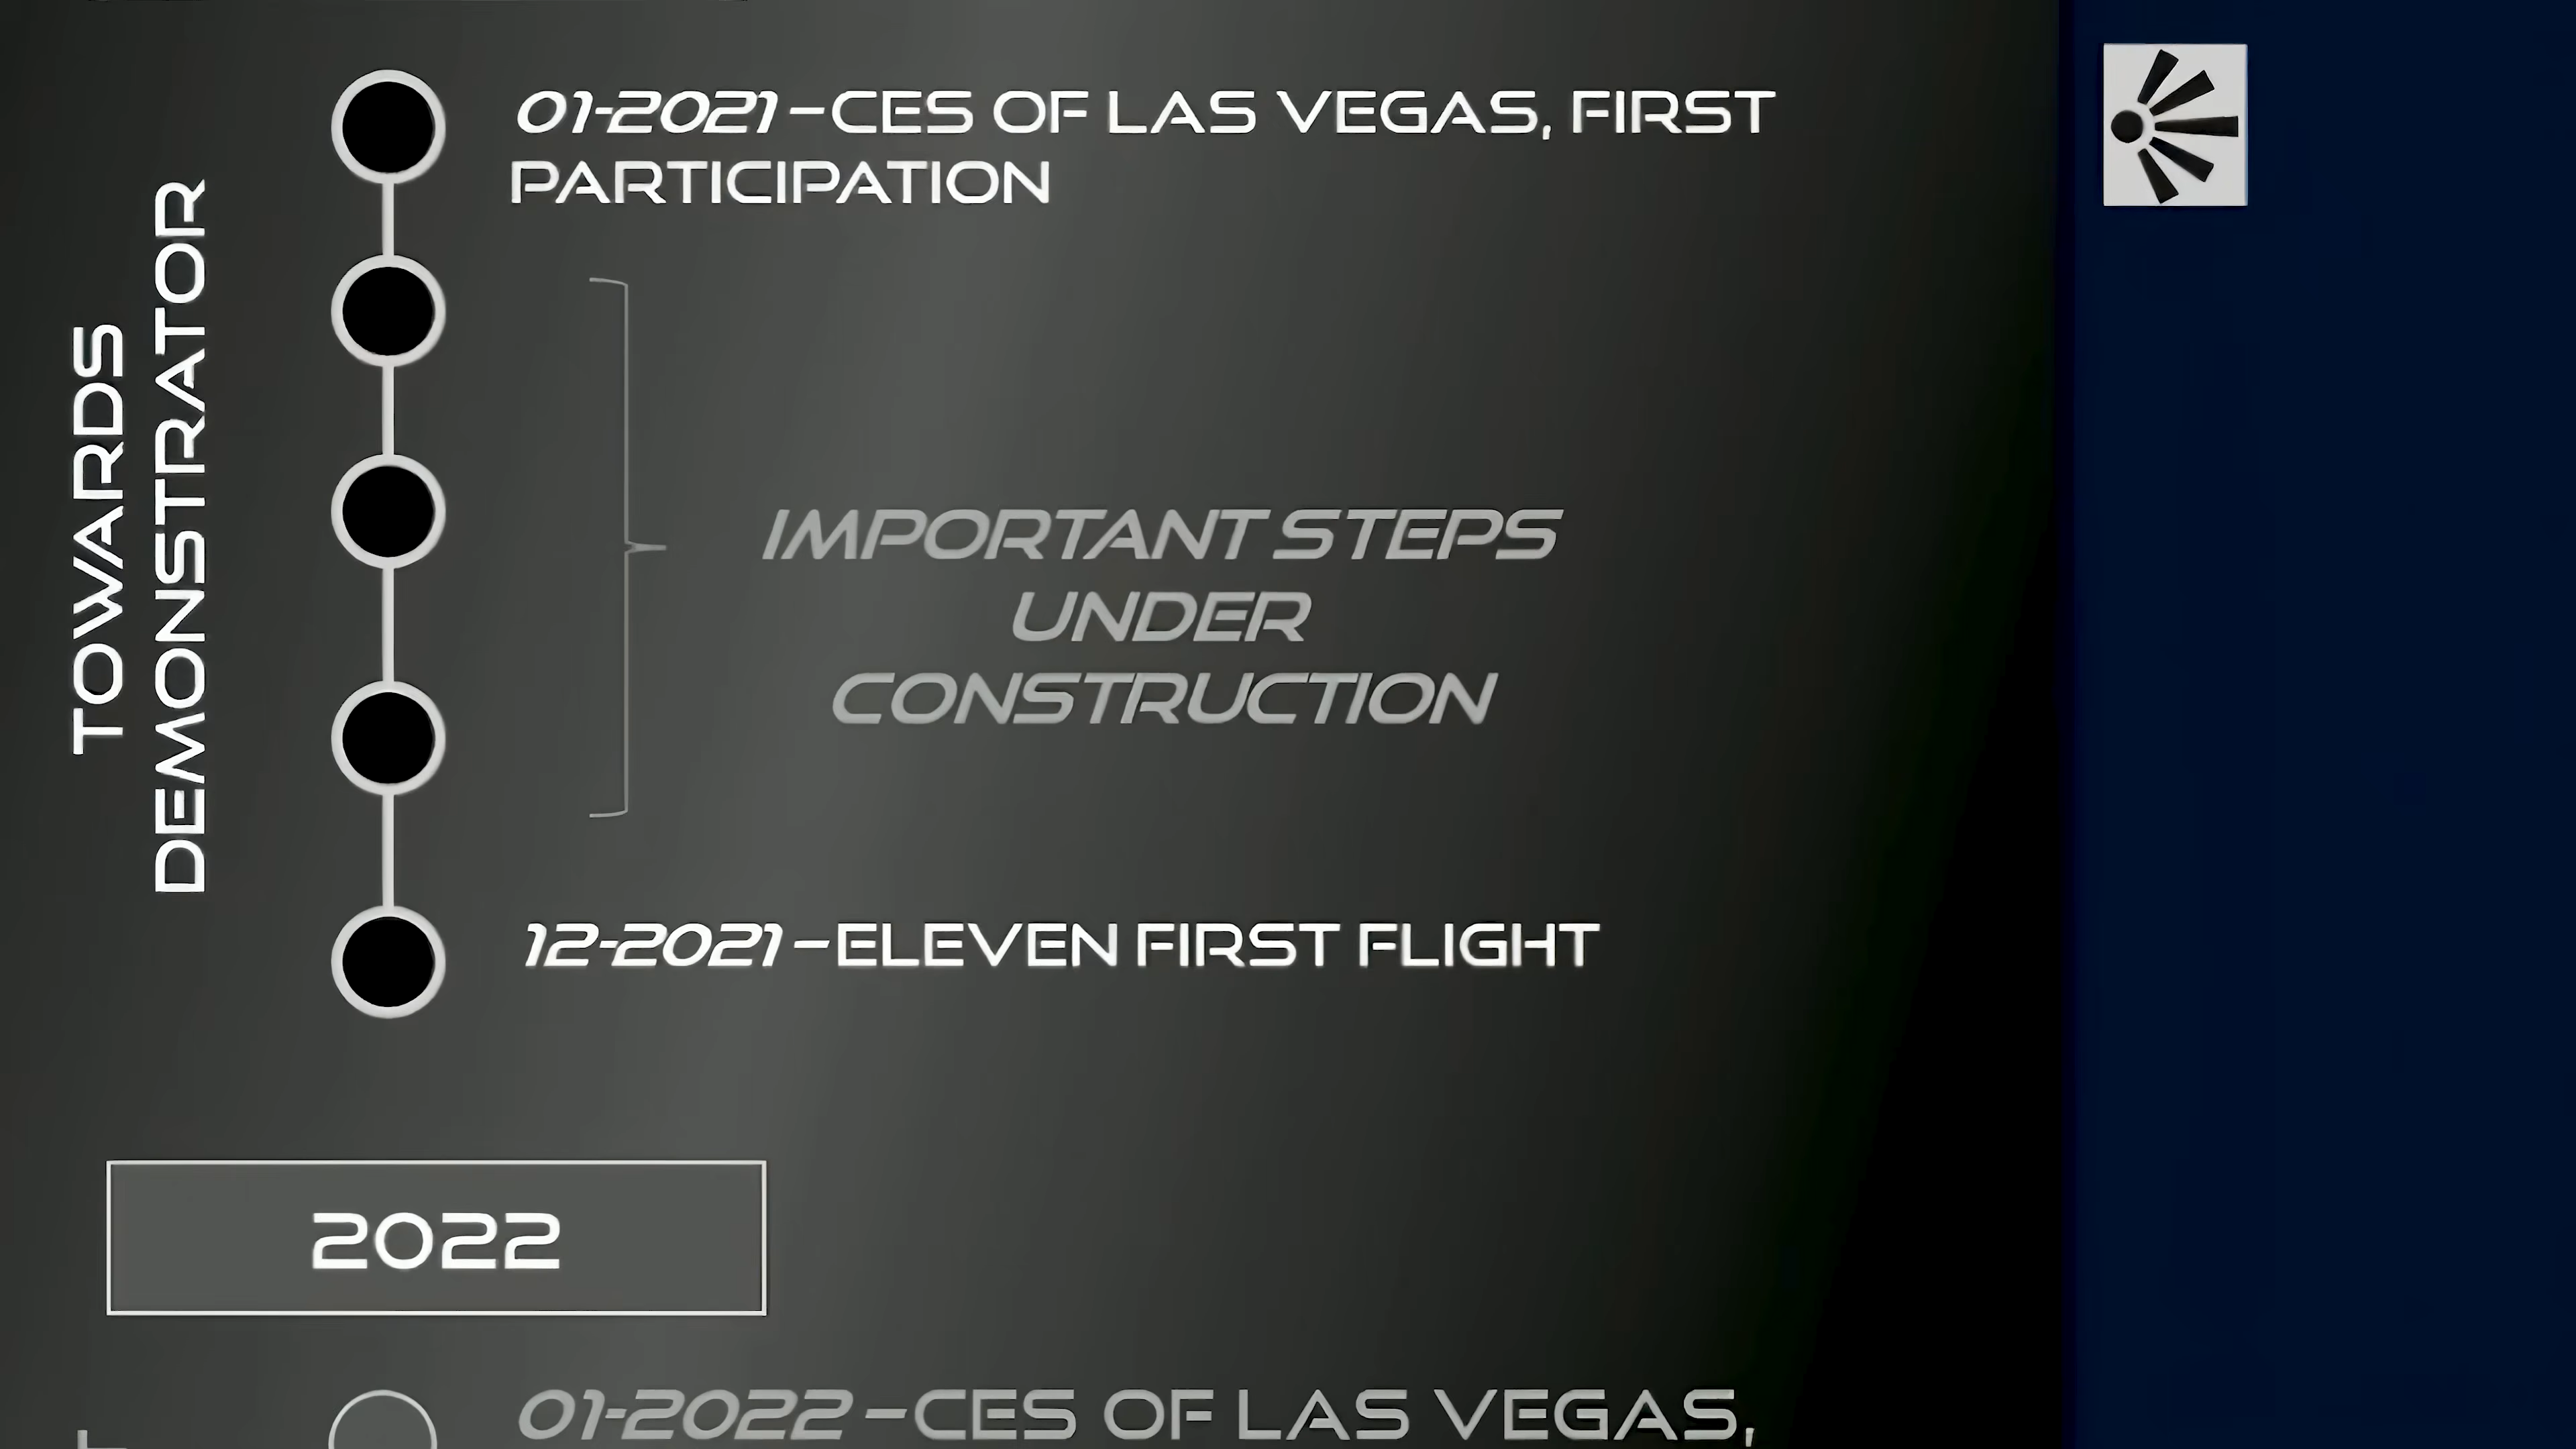 TOWARDS
DEMONSTRATOR
01-2021 – CES OF LAS VEGAS, FIRST
PARTICIPATION
IMPORTANT STEPS
UNDER
CONSTRUCTION
12-2021 – ELEVEN FIRST FLIGHT
2022
01-2022 – CES OF LAS VEGAS,